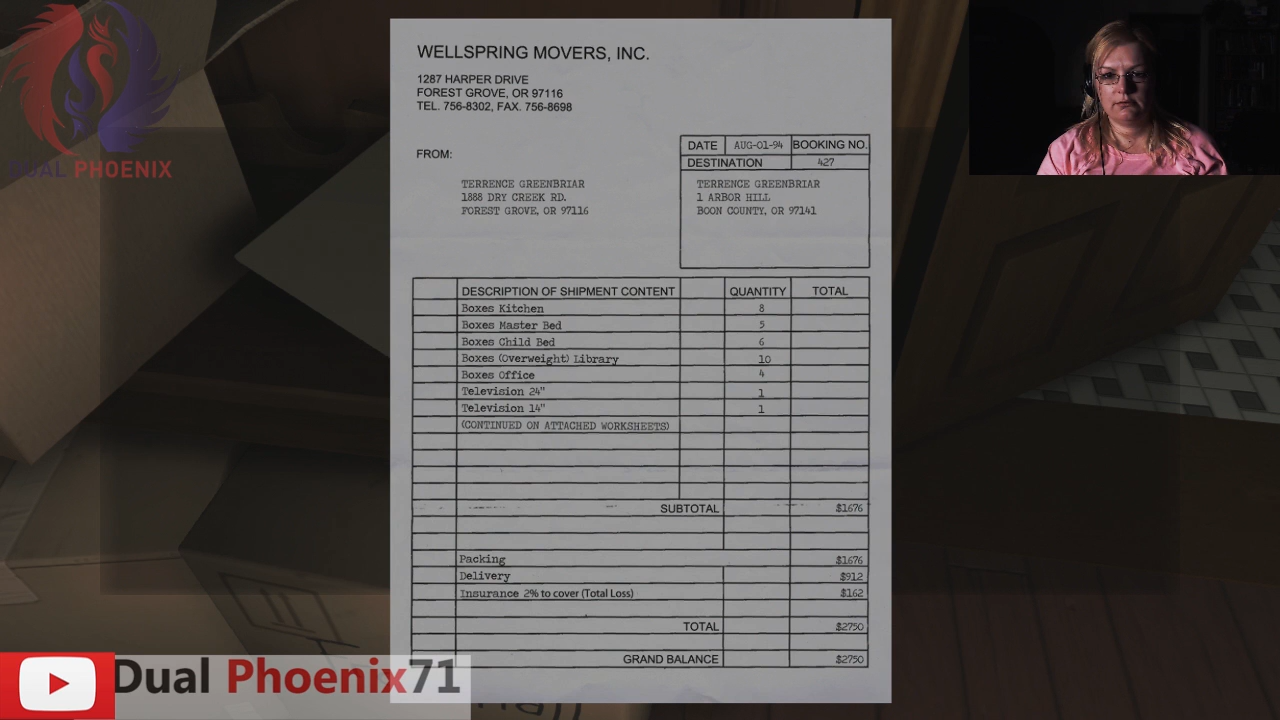 WELLSPRING MOVERS, INC.
1287 HARPER DRIVE
FOREST GROVE, OR 97116
TEL. 756-8302, FAX. 756-8698
DUAL PHOENIX
FROM:
TERRENCE GREENBRIAR
1888 DRY CREEK RD.
FOREST GROVE, OR 97116
DATE AUG-01-94 BOOKING NO.
DESTINATION 427
TERRENCE GREENBRIAR
1 ARBOR HILL
BOON COUNTY, OR 97141
DESCRIPTION OF SHIPMENT CONTENT QUANTITY TOTAL
Boxes Kitchen 8
Boxes Master Bed 5
Boxes Child Bed 6
Boxes (Overweight) Library 10
Boxes Office 4
Television 24" 1
Television 14" 1
(CONTINUED ON ATTACHED WORKSHEETS)
SUBTOTAL $1676
Packing $1676
Delivery $912
Insurance 2% to cover (Total Loss) $162
TOTAL $2750
GRAND BALANCE $2750
Dual Phoenix71